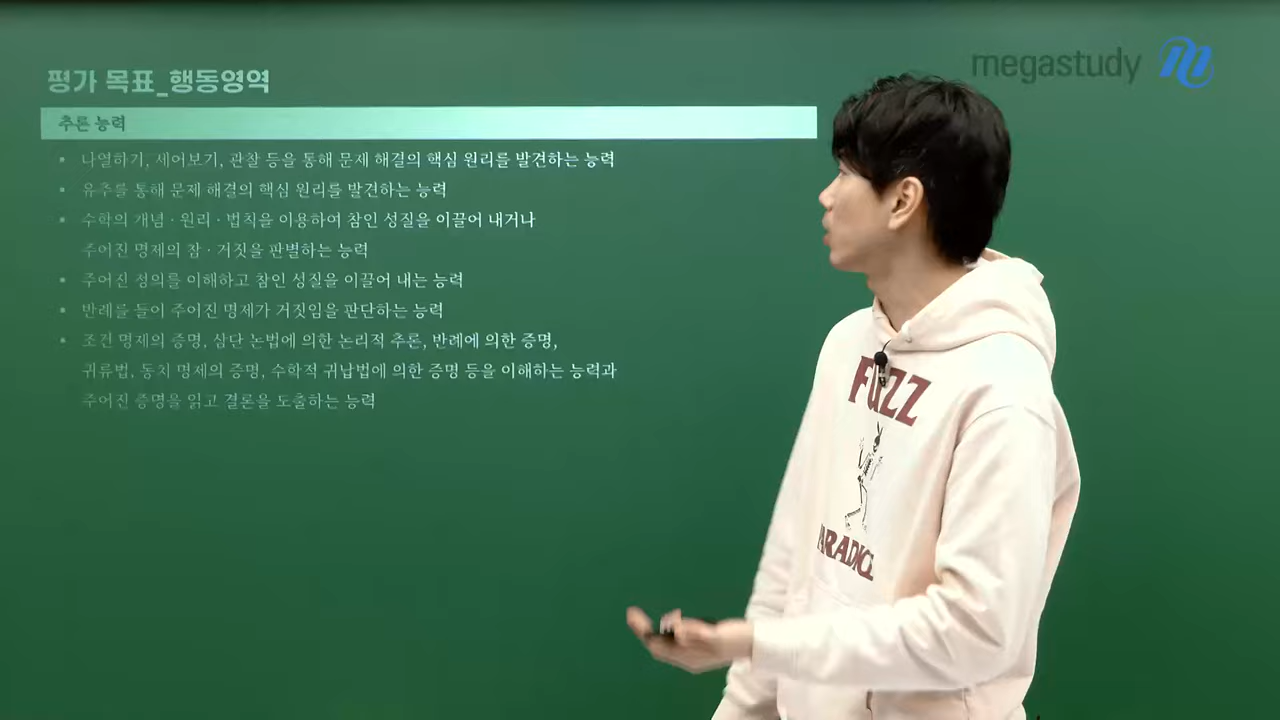 megastudy
평가 목표_행동영역
추론 능력
• 나열하기, 세어보기, 관찰 등을 통해 문제 해결의 핵심 원리를 발견하는 능력
• 유추를 통해 문제 해결의 핵심 원리를 발견하는 능력
• 수학의 개념 · 원리 · 법칙을 이용하여 참인 성질을 이끌어 내거나
주어진 명제의 참 · 거짓을 판별하는 능력
• 주어진 정의를 이해하고 참인 성질을 이끌어 내는 능력
• 반례를 들어 주어진 명제가 거짓임을 판단하는 능력
• 조건 명제의 증명, 삼단 논법에 의한 논리적 추론, 반례에 의한 증명,
귀류법, 동치 명제의 증명, 수학적 귀납법에 의한 증명 등을 이해하는 능력과
주어진 증명을 읽고 결론을 도출하는 능력